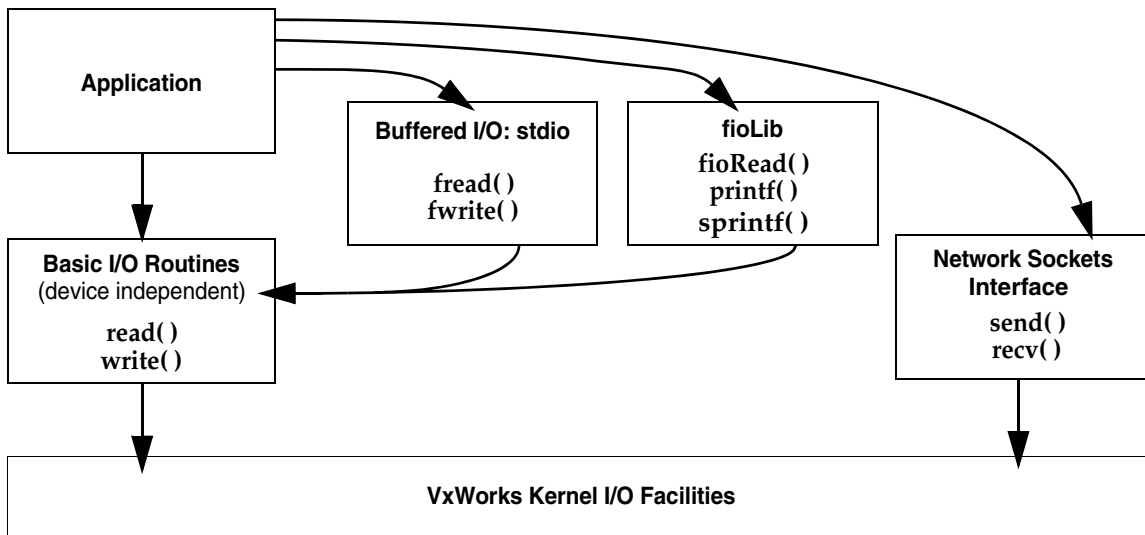 Application
Buffered I/O: stdio
fread( )
fwrite( )
fioLib
fioRead( )
printf( )
sprintf( )
Basic I/O Routines
(device independent)
read( )
write( )
Network Sockets
Interface
send( )
recv( )
VxWorks Kernel I/O Facilities